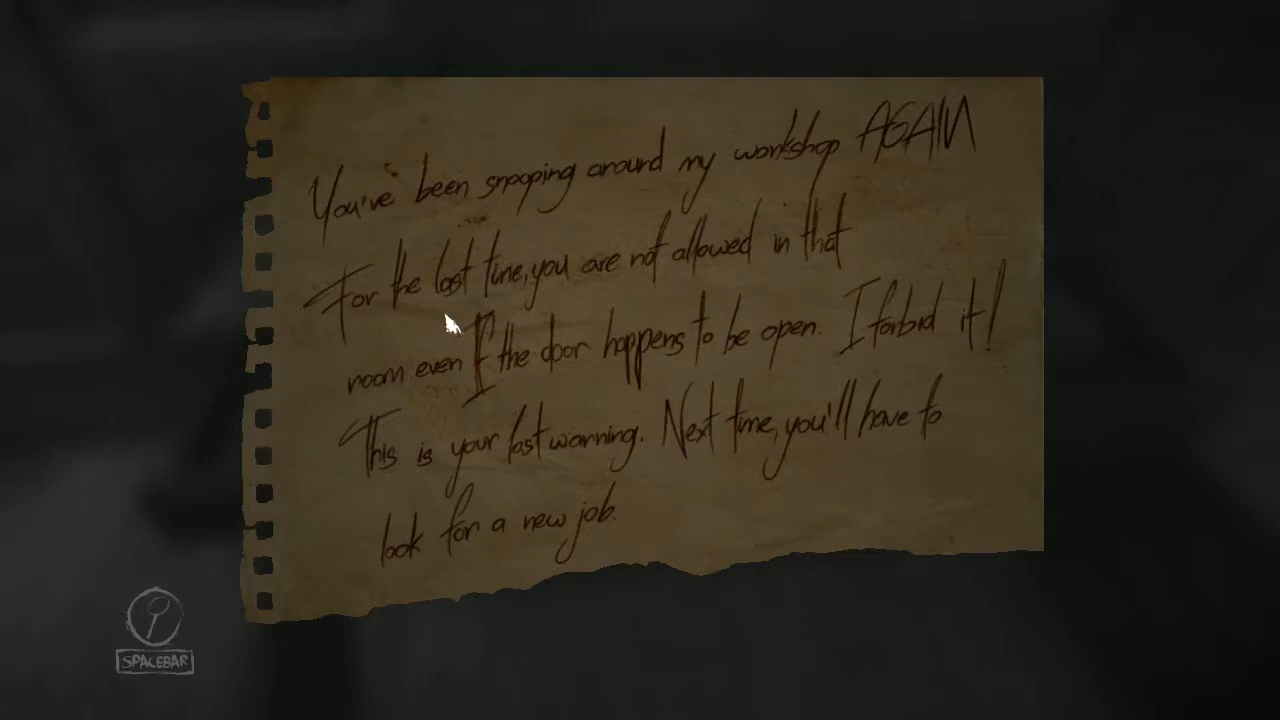 You've been snooping around my workshop AGAIN
For the last time, you are not allowed in that
room even If the door happens to be open. I forbid it!
This is your last warning. Next time, you'll have to
look for a new job.
SPACEBAR